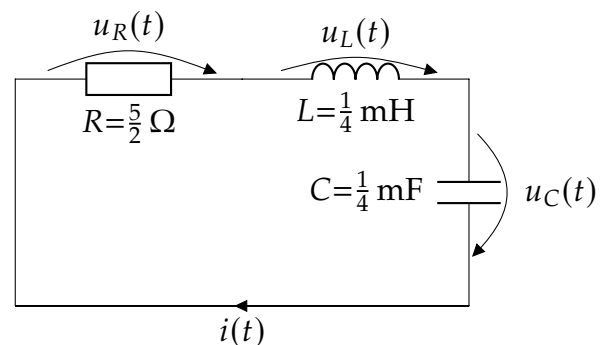 u_R(t)
u_L(t)
R=5/2 Ω
L=1/4 mH
C=1/4 mF
u_C(t)
i(t)